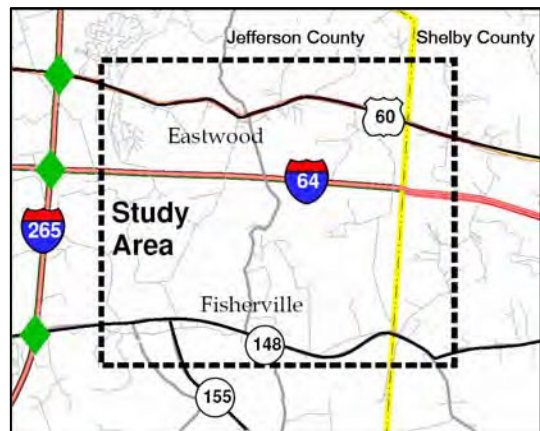 Jefferson County
Shelby County
60
Eastwood
64
Study
Area
265
Fisherville
148
155